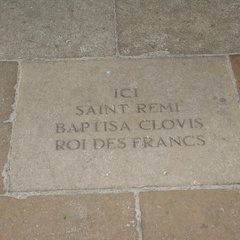 ICI
SAINT REMI
BAPTISA CLOVIS
ROI DES FRANCS